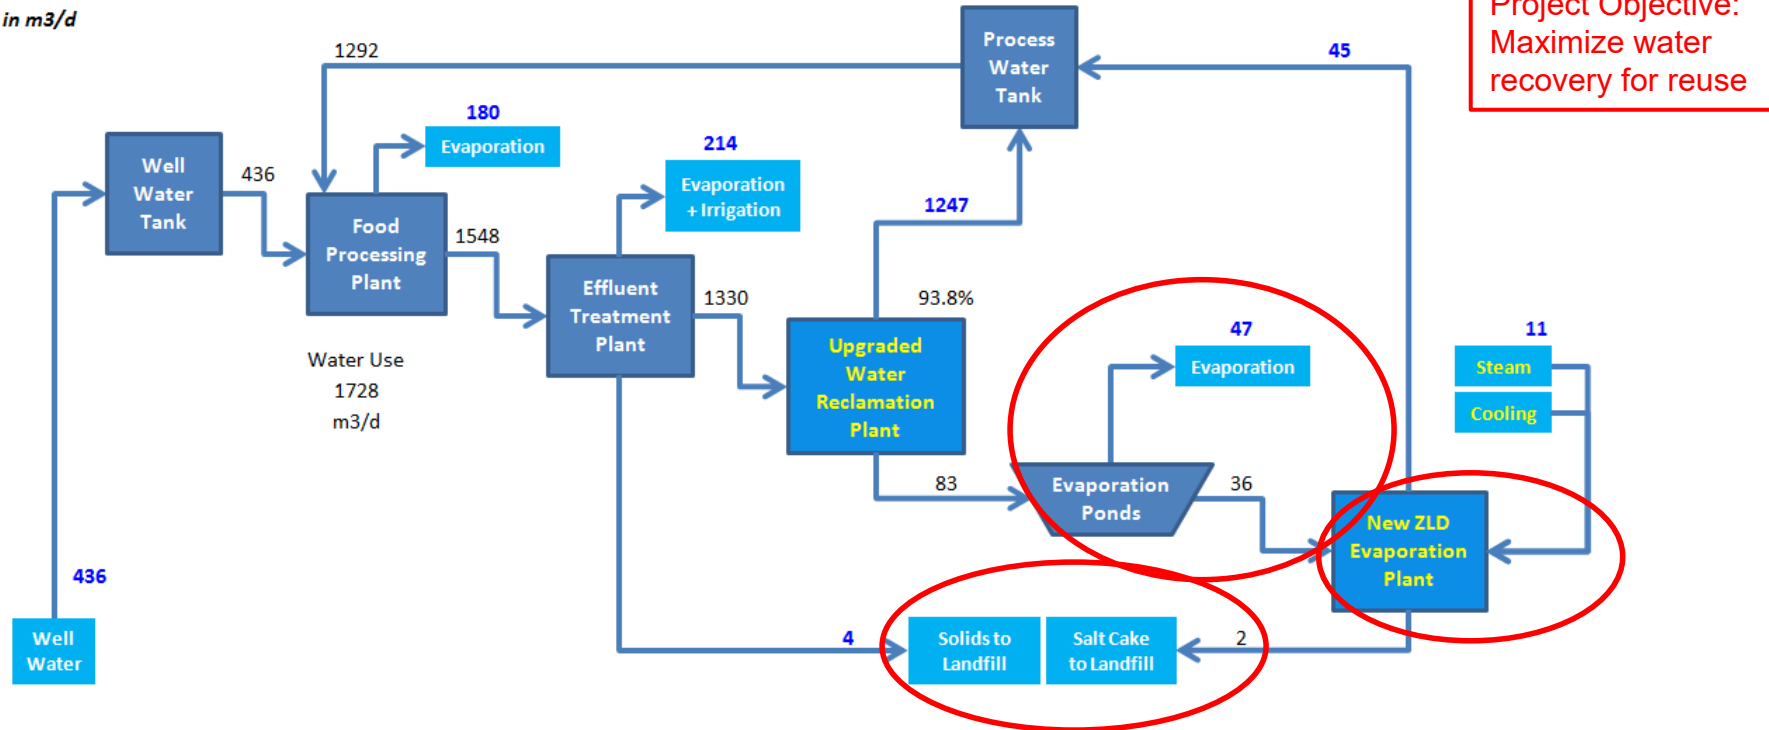 in m3/d
Project Objective:
Maximize water
recovery for reuse
1292
Process
Water
Tank
45
180
Evaporation
214
Evaporation
+ Irrigation
Well
Water
Tank
436
Food
Processing
Plant
1548
1247
Effluent
Treatment
Plant
1330
93.8%
Water Use
1728
m3/d
Upgraded
Water
Reclamation
Plant
47
Evaporation
11
Steam
Cooling
83
Evaporation
Ponds
36
New ZLD
Evaporation
Plant
436
Well
Water
4
Solids to
Landfill
Salt Cake
to Landfill
2